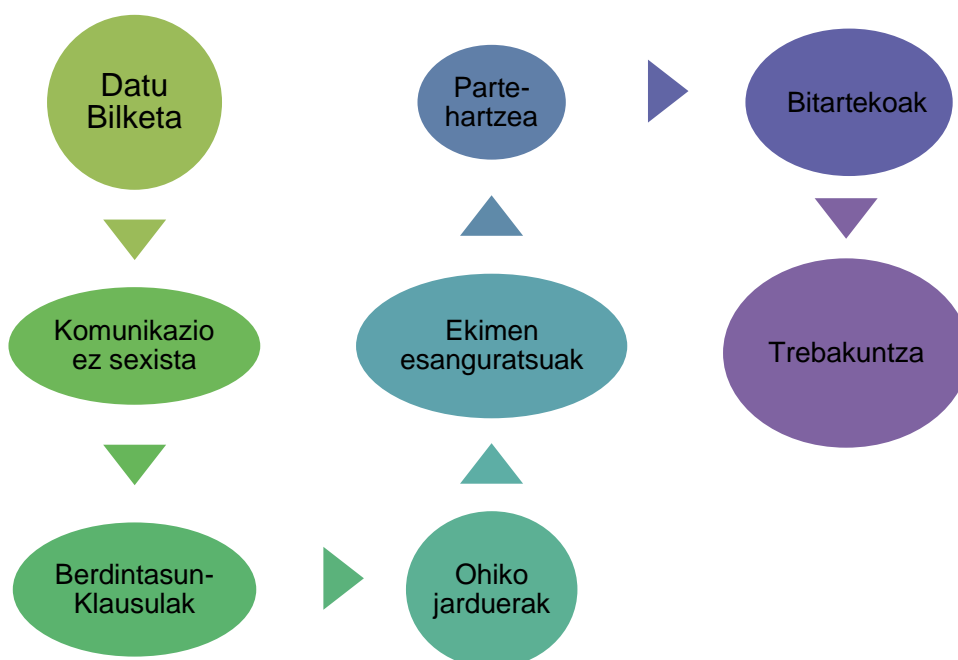 Datu
Bilketa
Komunikazio
ez sexista
Berdintasun-
Klausulak
Ohiko
jarduerak
Ekimen
esanguratsuak
Parte-
hartzea
Bitartekoak
Trebakuntza